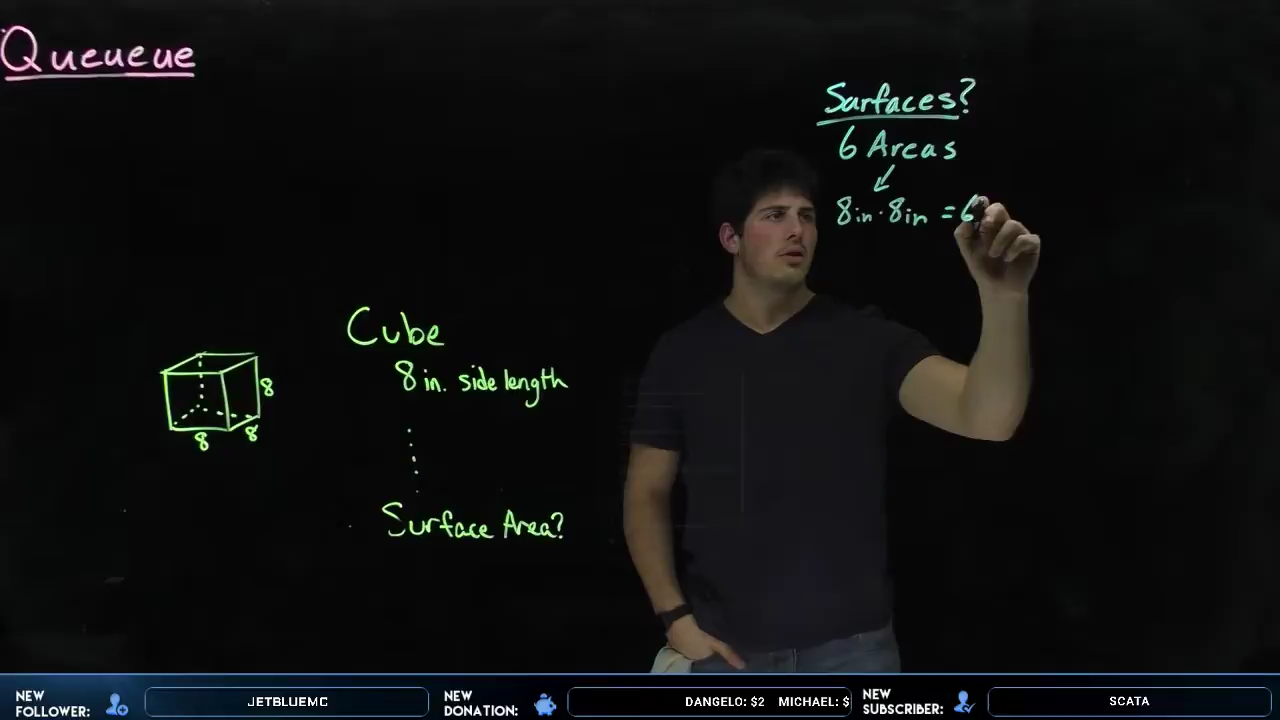 Queueue
Surfaces?
6 Areas
8in · 8in = 6
Cube
8 in. side length
8
8
8
Surface Area?
NEW FOLLOWER:
JETBLUEMC
NEW DONATION:
DANGELO: $2 MICHAEL: $
NEW SUBSCRIBER:
SCATA